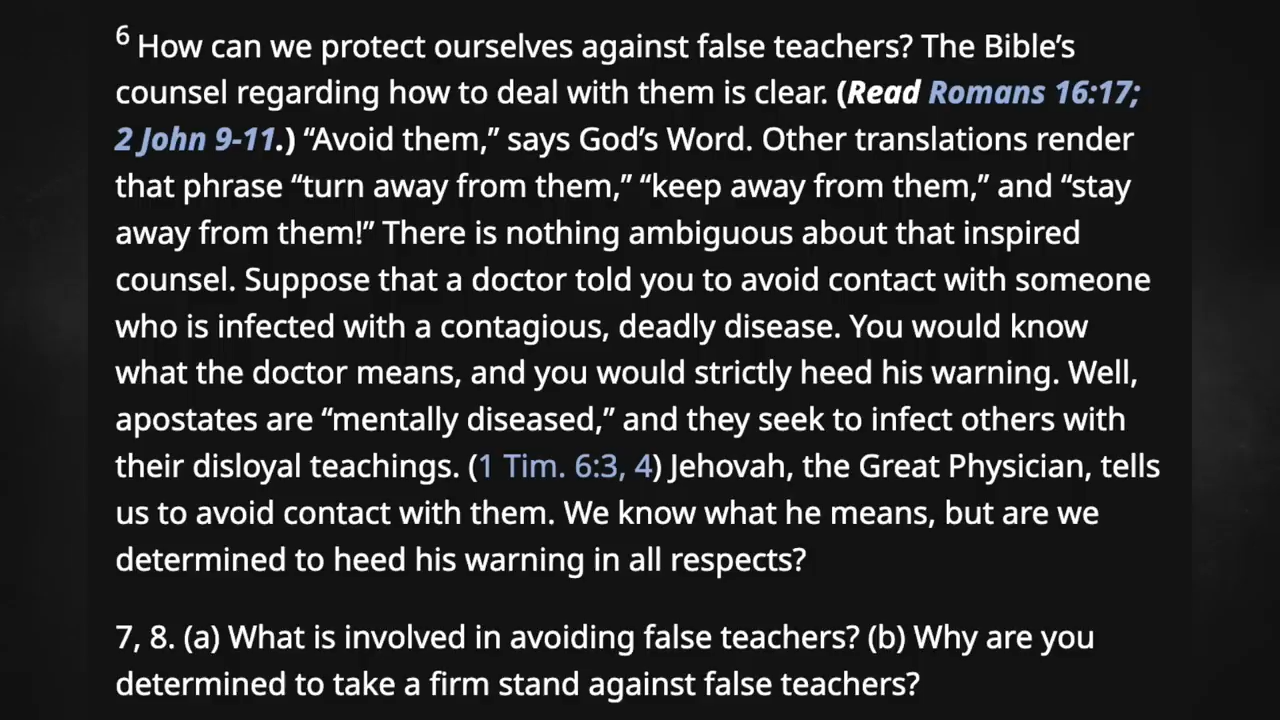 6 How can we protect ourselves against false teachers? The Bible’s
counsel regarding how to deal with them is clear. (Read Romans 16:17;
2 John 9-11.) “Avoid them,” says God’s Word. Other translations render
that phrase “turn away from them,” “keep away from them,” and “stay
away from them!” There is nothing ambiguous about that inspired
counsel. Suppose that a doctor told you to avoid contact with someone
who is infected with a contagious, deadly disease. You would know
what the doctor means, and you would strictly heed his warning. Well,
apostates are “mentally diseased,” and they seek to infect others with
their disloyal teachings. (1 Tim. 6:3, 4) Jehovah, the Great Physician, tells
us to avoid contact with them. We know what he means, but are we
determined to heed his warning in all respects?
7, 8. (a) What is involved in avoiding false teachers? (b) Why are you
determined to take a firm stand against false teachers?